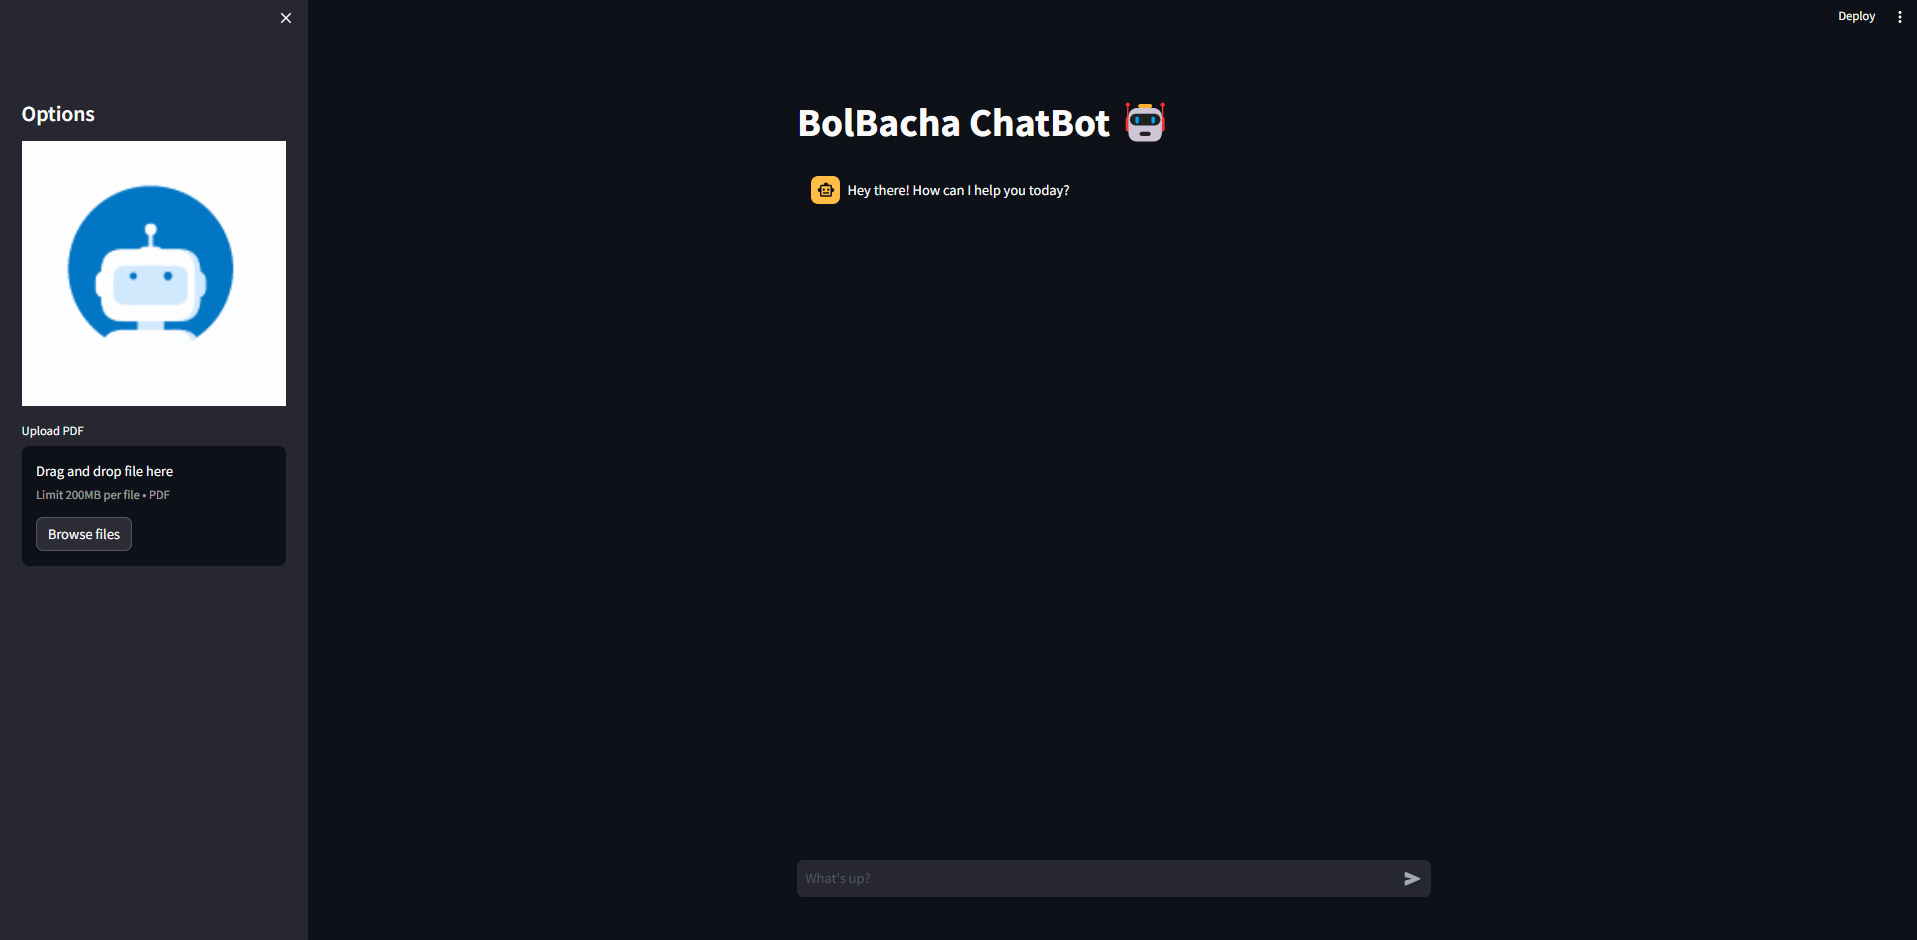 Deploy
Options
BolBacha ChatBot
Hey there! How can I help you today?
Upload PDF
Drag and drop file here
Limit 200MB per file • PDF
Browse files
What's up?